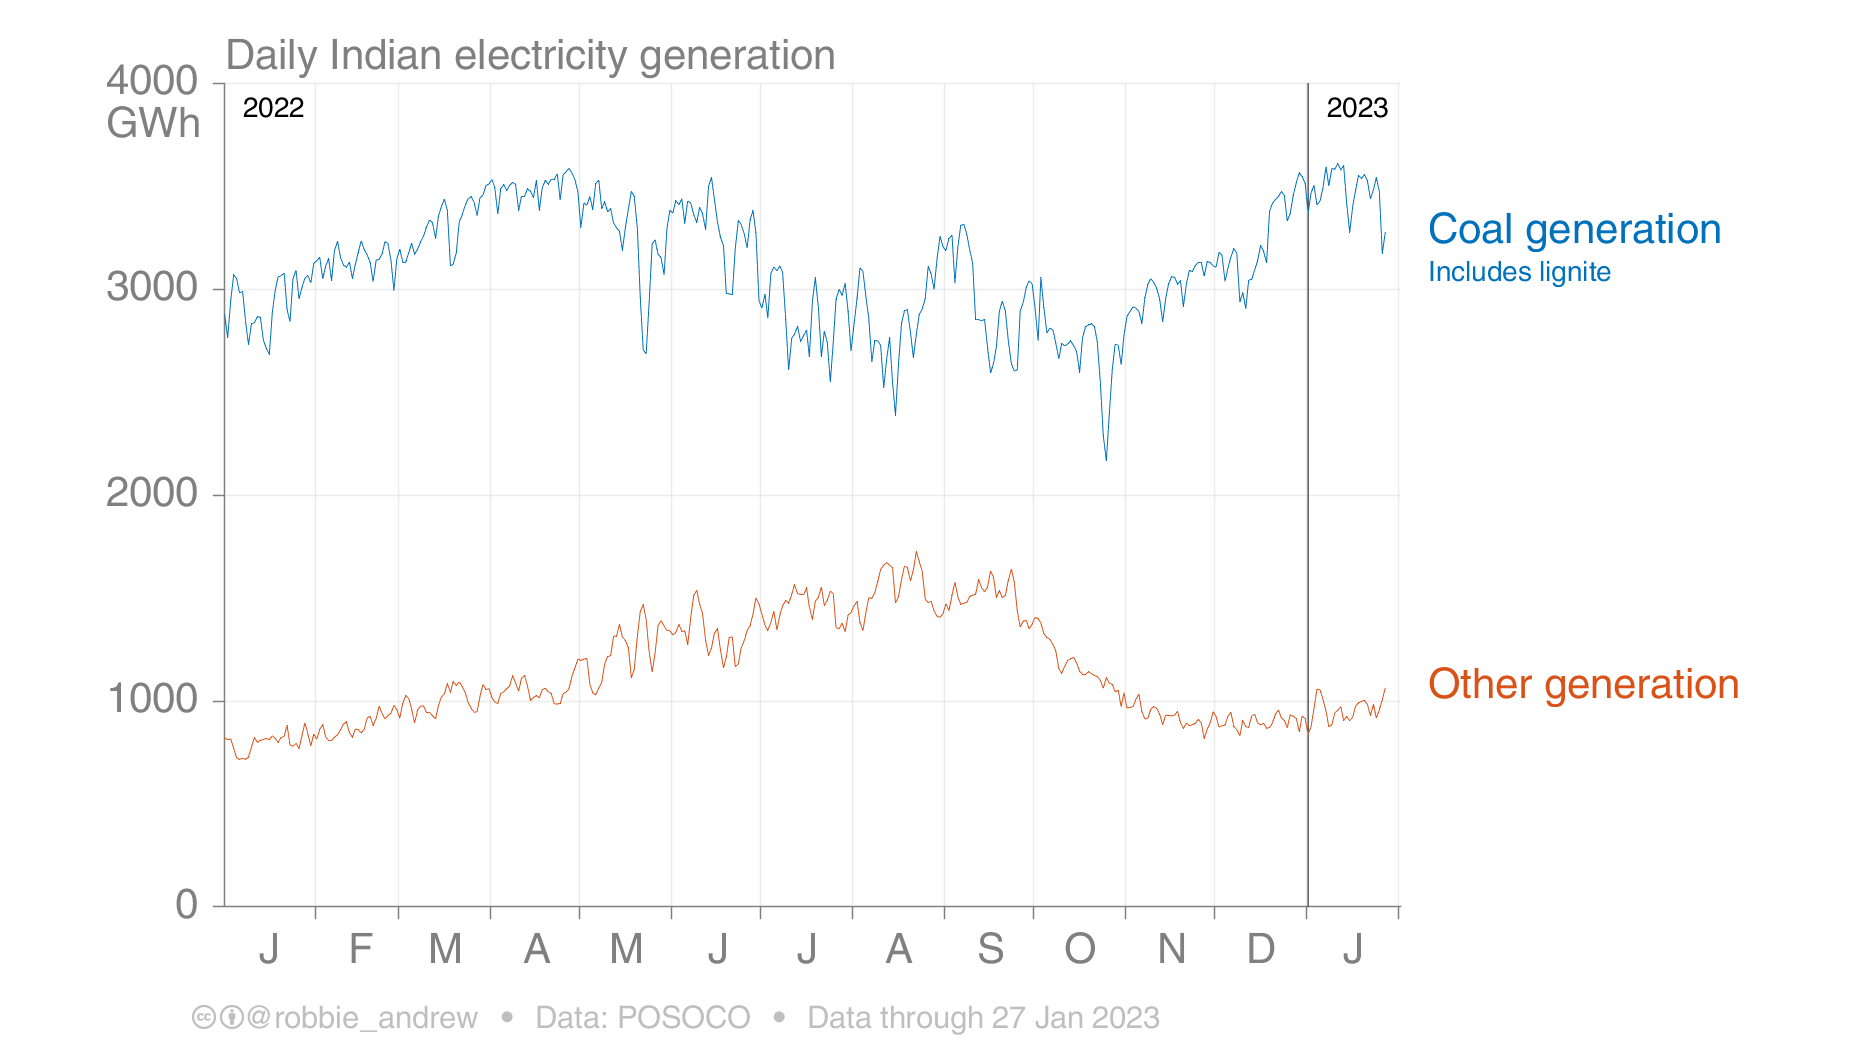 Daily Indian electricity generation
4000
GWh
2022
2023
3000
2000
1000
0
Coal generation
Includes lignite
Other generation
J F M A M J J A S O N D J
cc @robbie_andrew • Data: POSOCO • Data through 27 Jan 2023